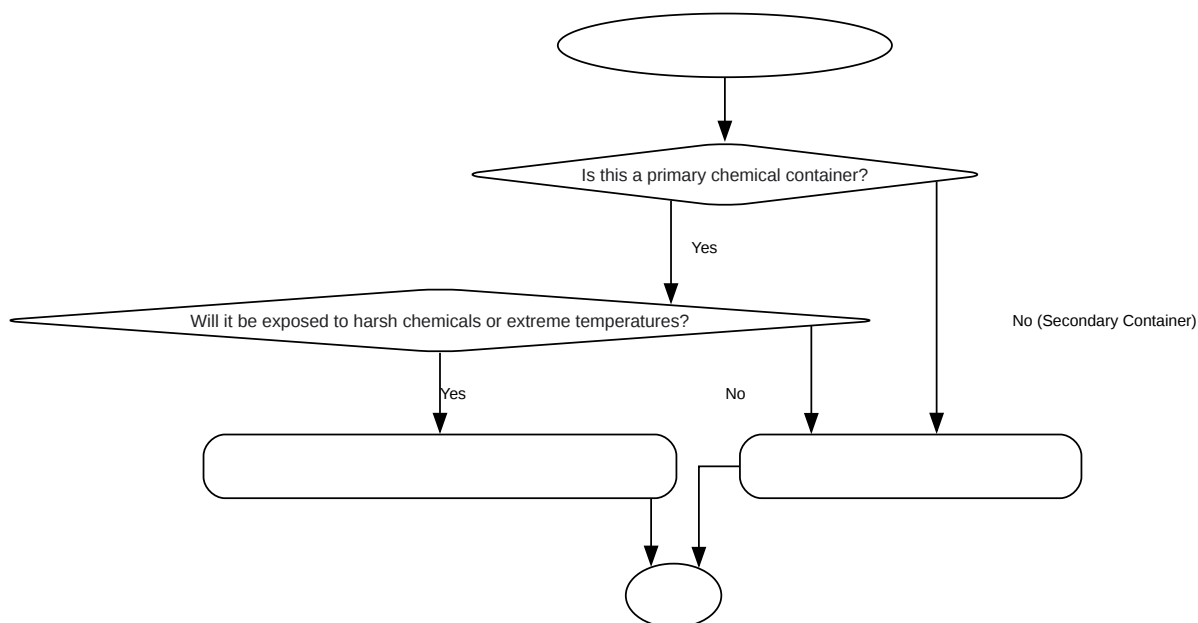 Is this a primary chemical container?
Yes
Will it be exposed to harsh chemicals or extreme temperatures?
No (Secondary Container)
Yes
No